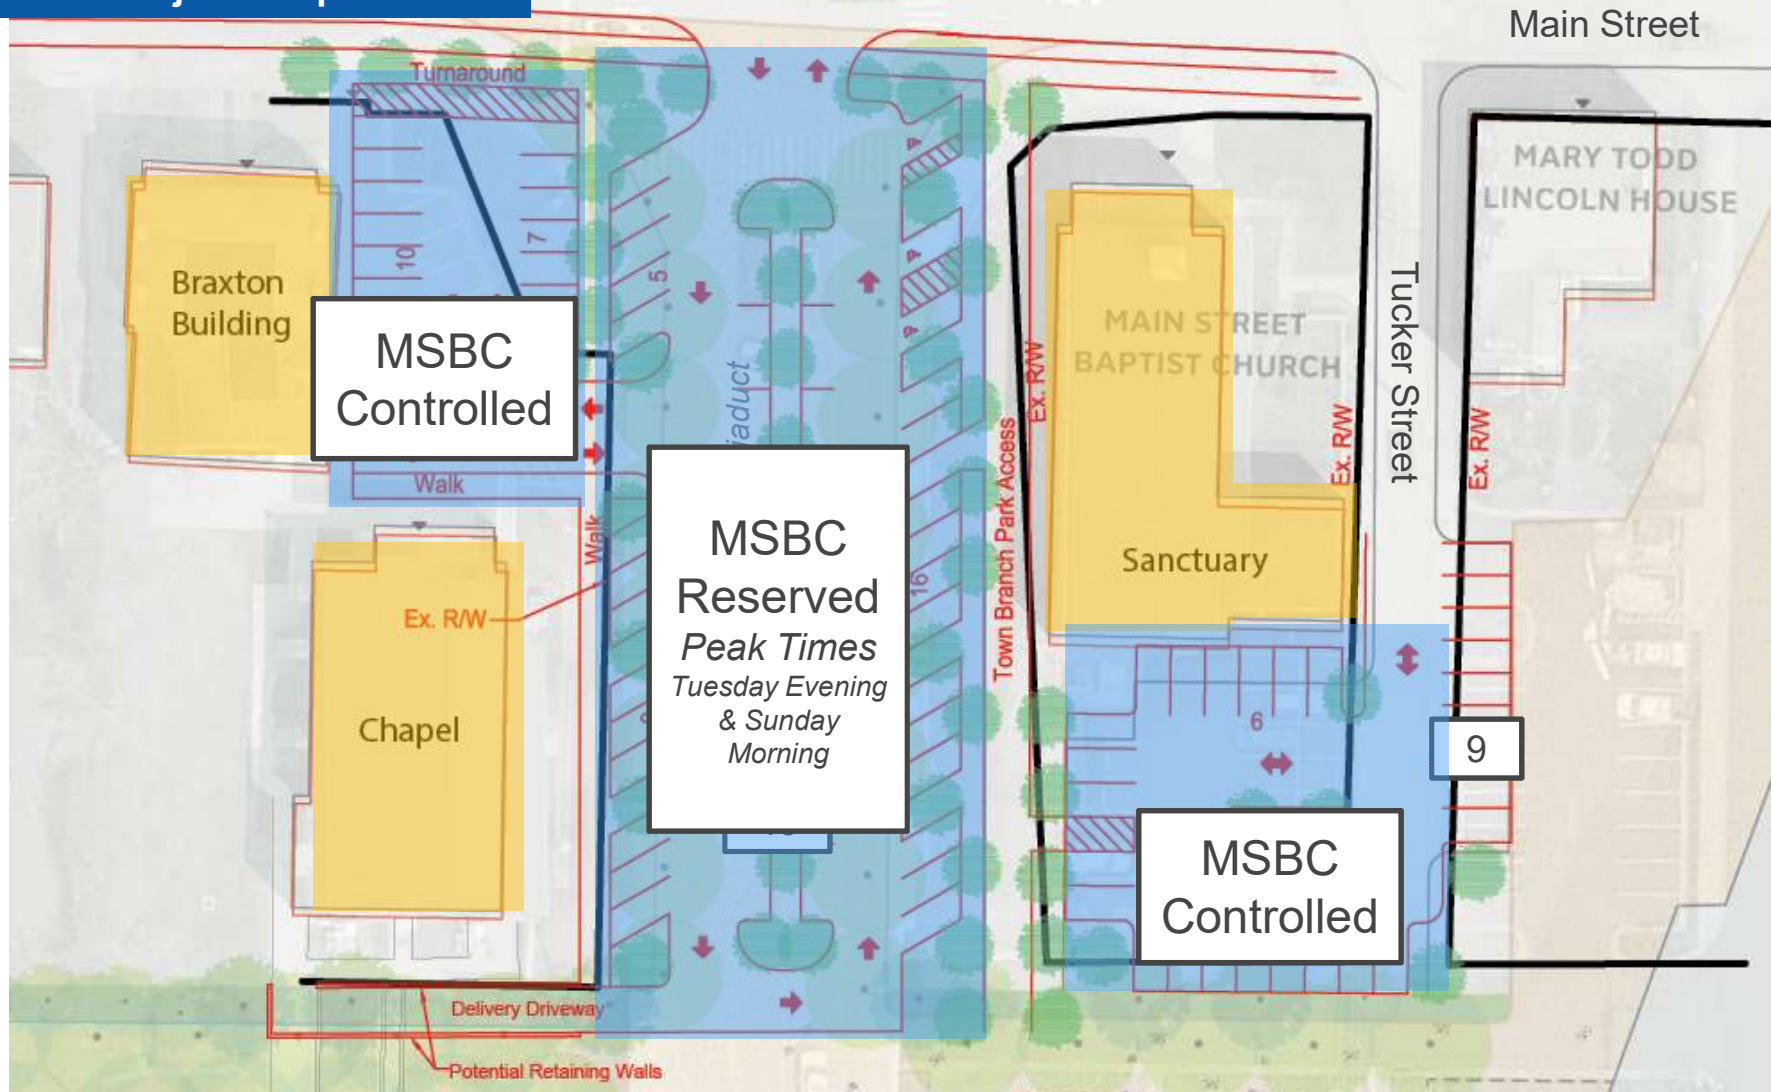 Main Street
Turnaround
MARY TODD
LINCOLN HOUSE
10
7
5
Braxton
Building
MSBC
Controlled
MAIN STREET
BAPTIST CHURCH
Tucker Street
Ex. R/W
Ex. R/W
Ex. R/W
iaduct
Walk
Walk
MSBC
Reserved
Peak Times
Tuesday Evening
& Sunday
Morning
16
Town Branch Park Access
Sanctuary
Ex. R/W
Chapel
6
9
MSBC
Controlled
Delivery Driveway
Potential Retaining Walls